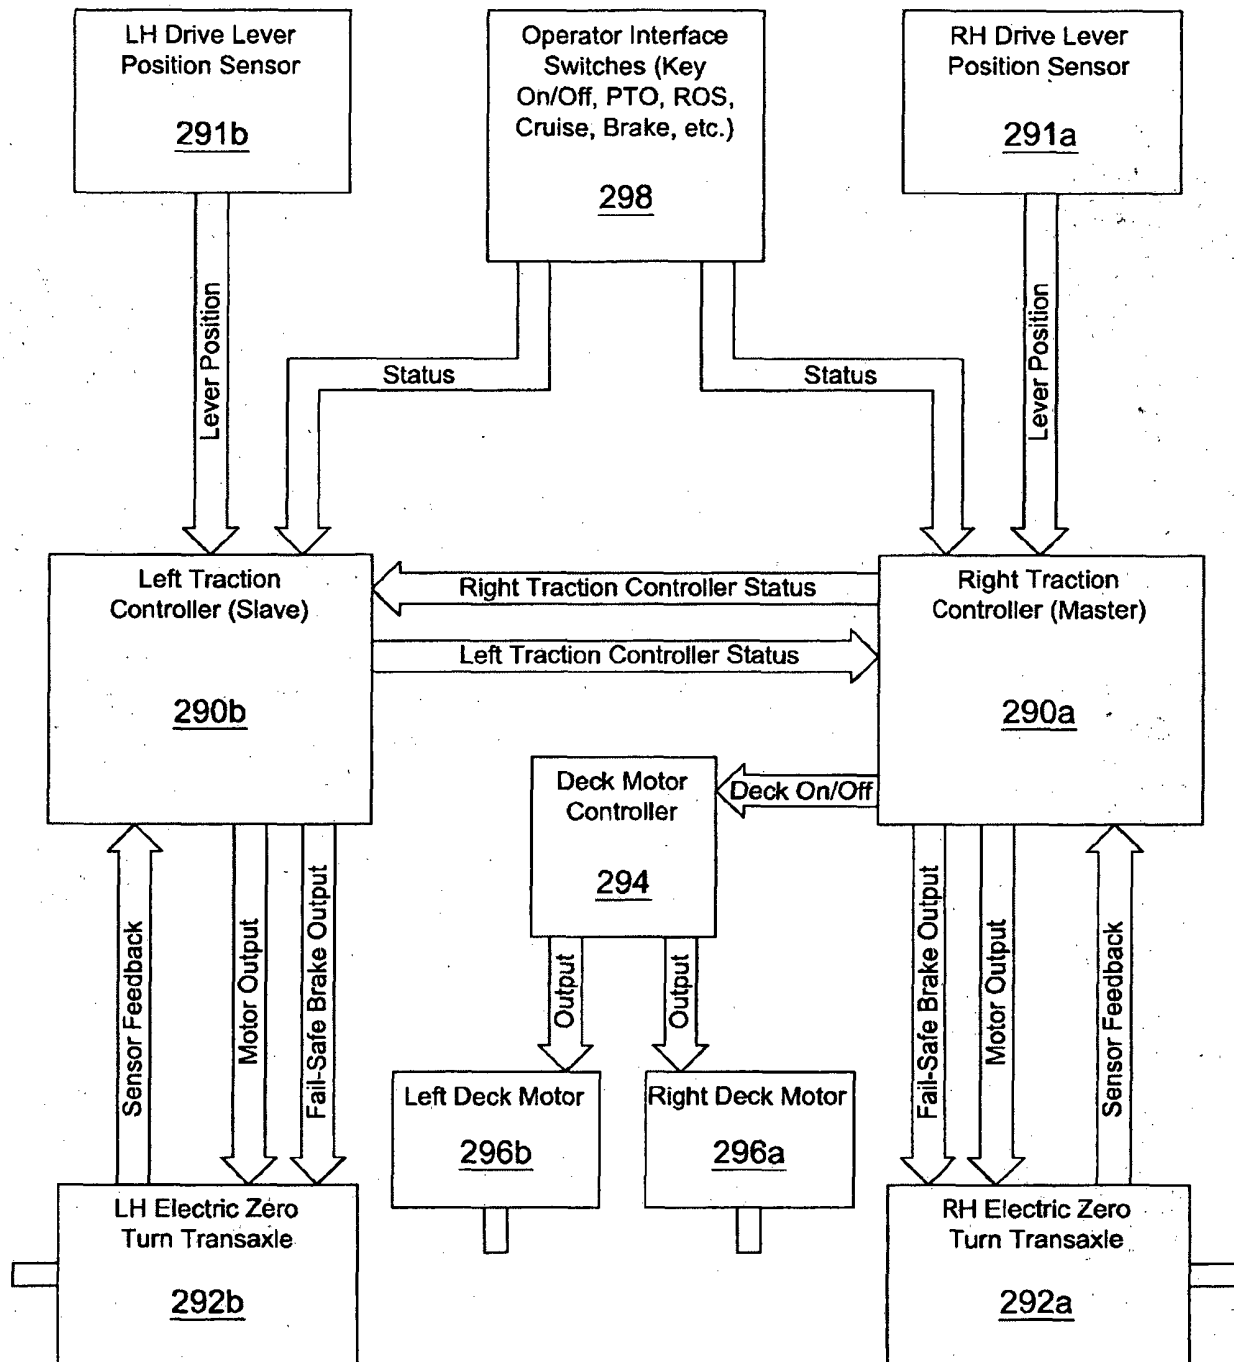 LH Drive Lever
Position Sensor
291b
Operator Interface
Switches (Key
On/Off, PTO, ROS,
Cruise, Brake, etc.)
298
RH Drive Lever
Position Sensor
291a
Lever Position
Status
Status
Lever Position
Left Traction
Controller (Slave)
290b
Right Traction Controller Status
Left Traction Controller Status
Right Traction
Controller (Master)
290a
Deck Motor
Controller
294
Deck On/Off
Sensor Feedback
Motor Output
Fail-Safe Brake Output
Output
Output
Fail-Safe Brake Output
Motor Output
Sensor Feedback
Left Deck Motor
296b
Right Deck Motor
296a
LH Electric Zero
Turn Transaxle
292b
RH Electric Zero
Turn Transaxle
292a